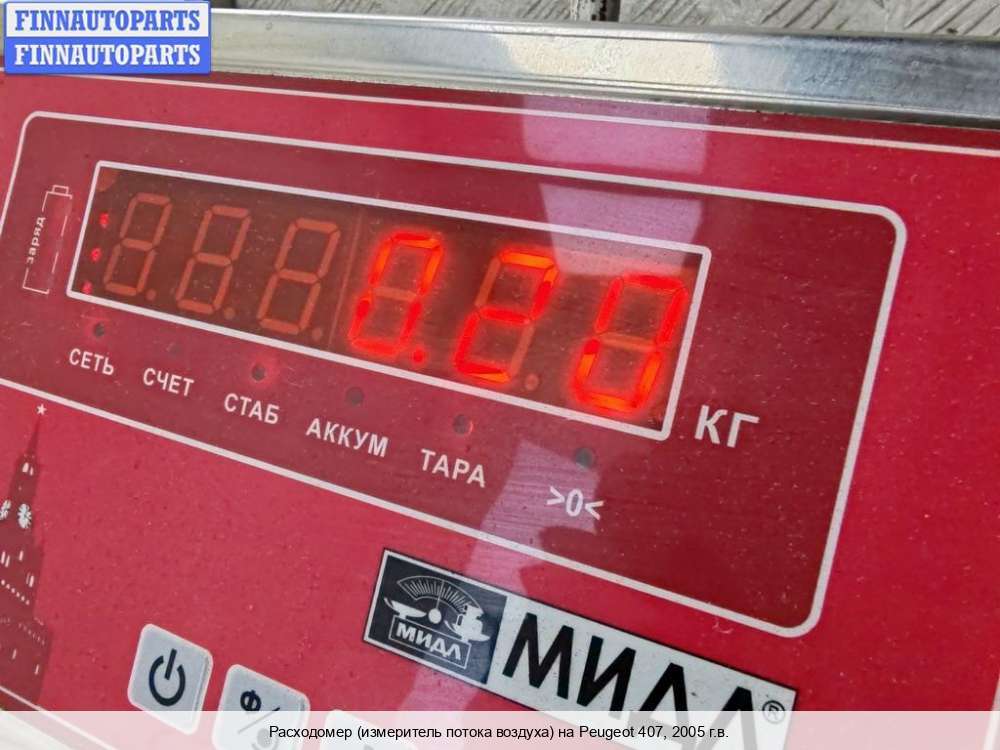 FINNAUTOPARTS
FINNAUTOPARTS
заряд
0.20
КГ
СЕТЬ
СЧЕТ
СТАБ
АККУМ
ТАРА
>0<
МИДЛ
МИДЛ®
Расходомер (измеритель потока воздуха) на Peugeot 407, 2005 г.в.